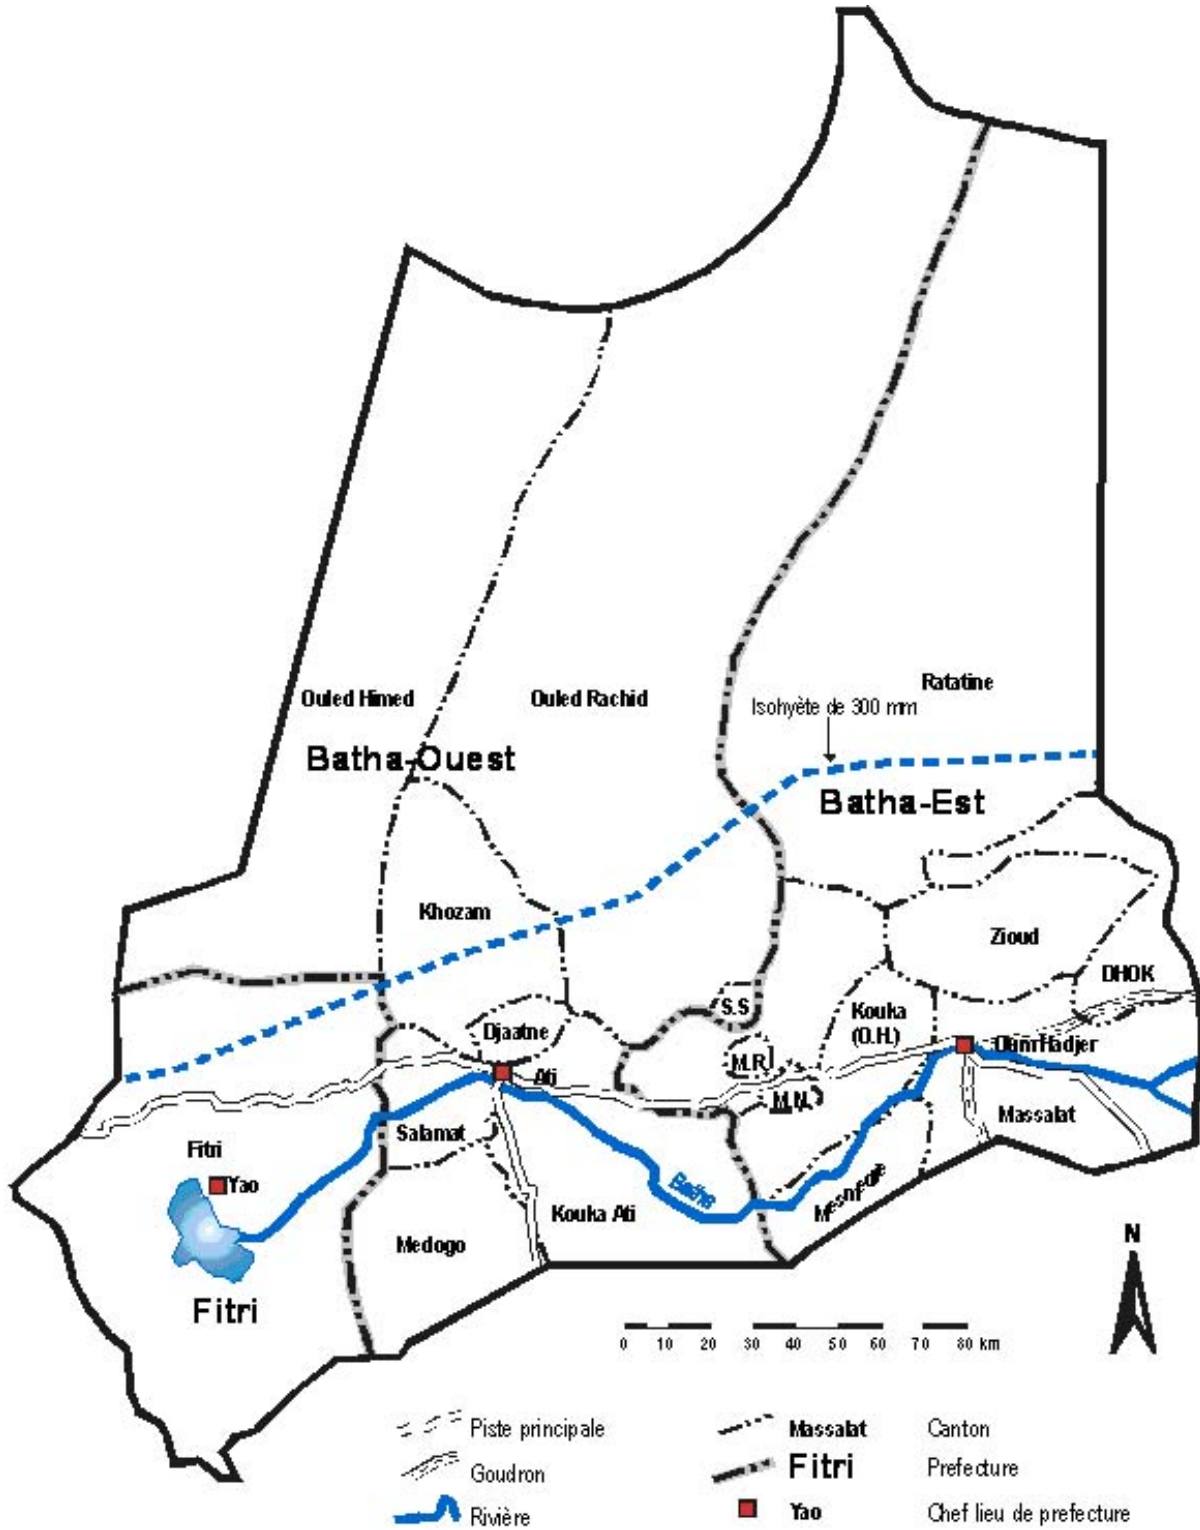 Ratatine
Ouled Himed
Ouled Rachid
Isohyète de 300 mm
Batha-Ouest
Batha-Est
Khozam
Zioud
DHOK
S.S
Kouka
(O.H.)
Djaatne
Oum Hadjer
M.R
Ati
M.M.
Massalat
Salamat
Fitri
Yao
Batha
Kouka Ati
Medogo
N
Fitri
0 10 20 30 40 50 60 70 80 km
Piste principale
Massalat
Canton
Goudron
Fitri
Prefecture
Rivière
Yao
Chef lieu de prefecture